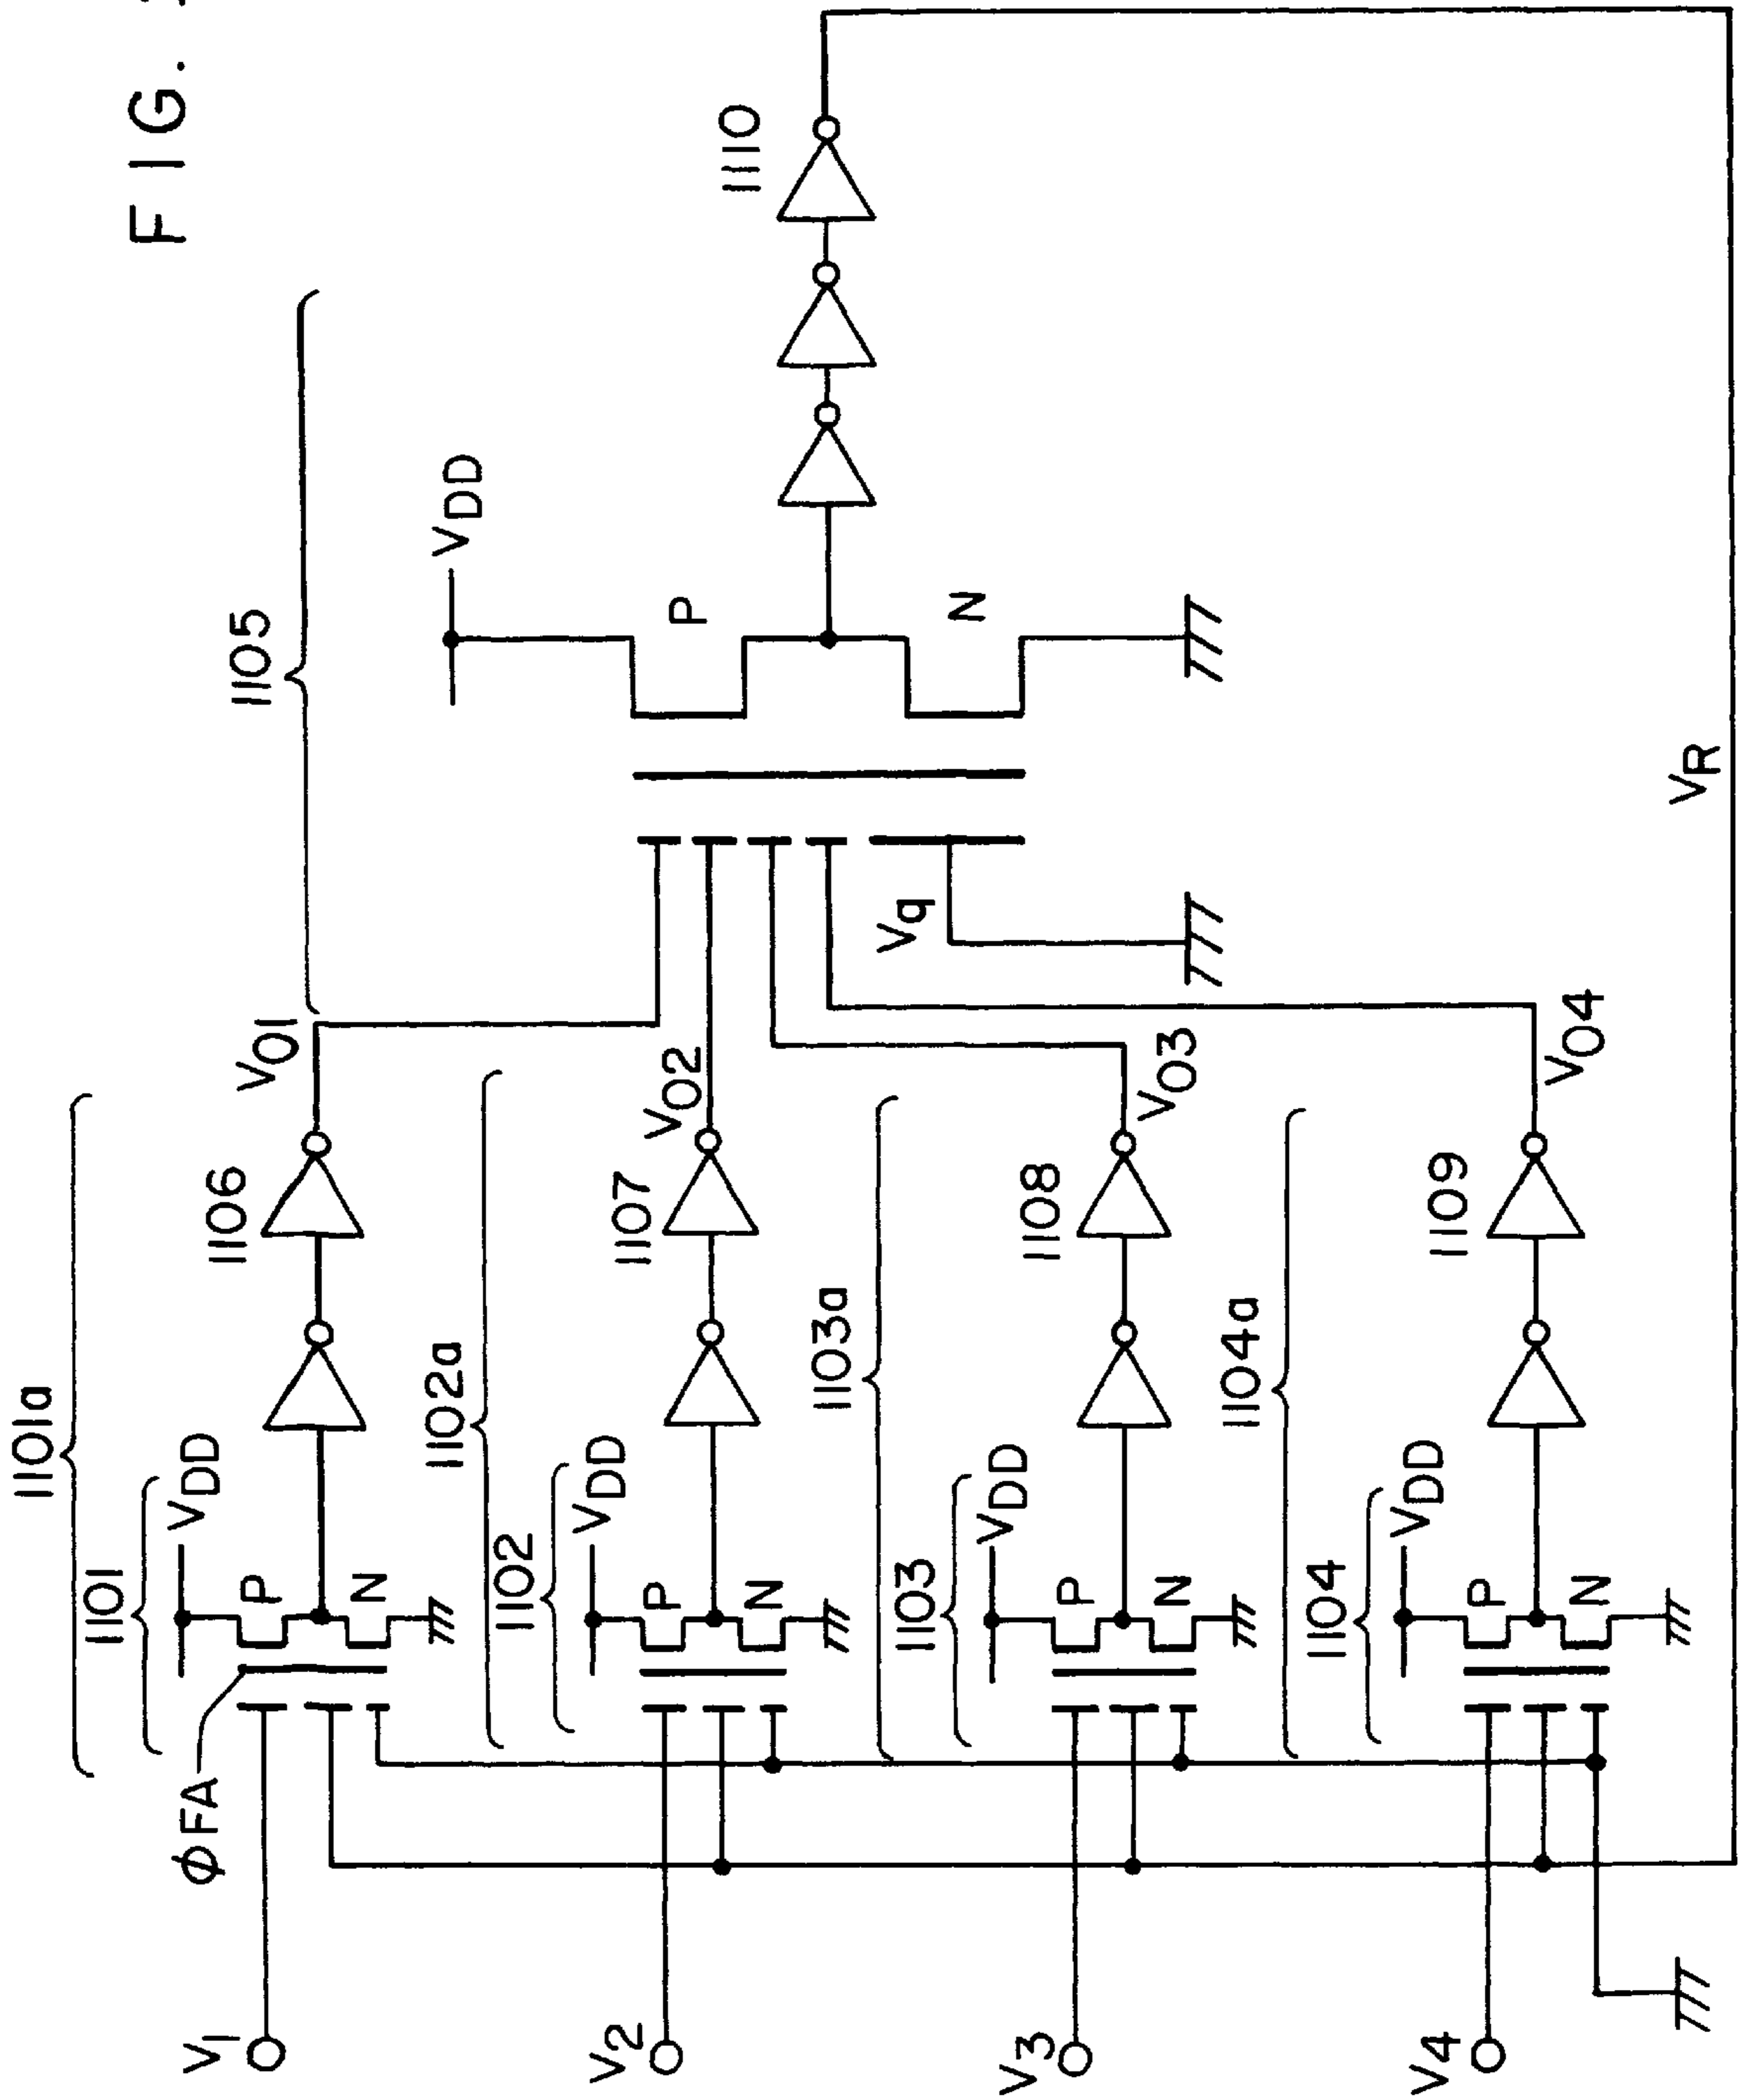 FIG.
1101a
1101
VDD
P
N
φFA
V1
1106
V01
1105
VDD
P
N
1110
1102a
1102
VDD
P
N
V2
1107
V02
Vq
1103a
1103
VDD
P
N
V3
1108
V03
1104a
1104
VDD
P
N
V4
1109
V04
VR